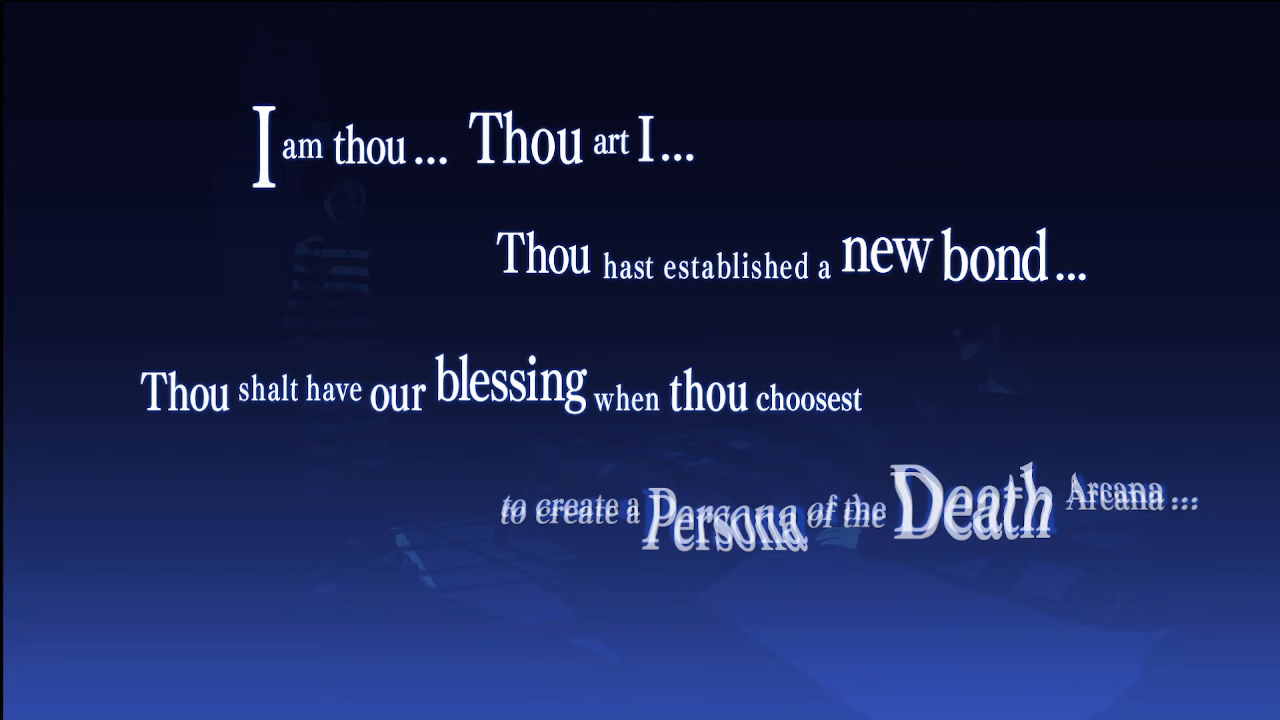 I am thou... Thou art I...
Thou hast established a new bond...
Thou shalt have our blessing when thou choosest
to create a Persona of the Death Arcana...